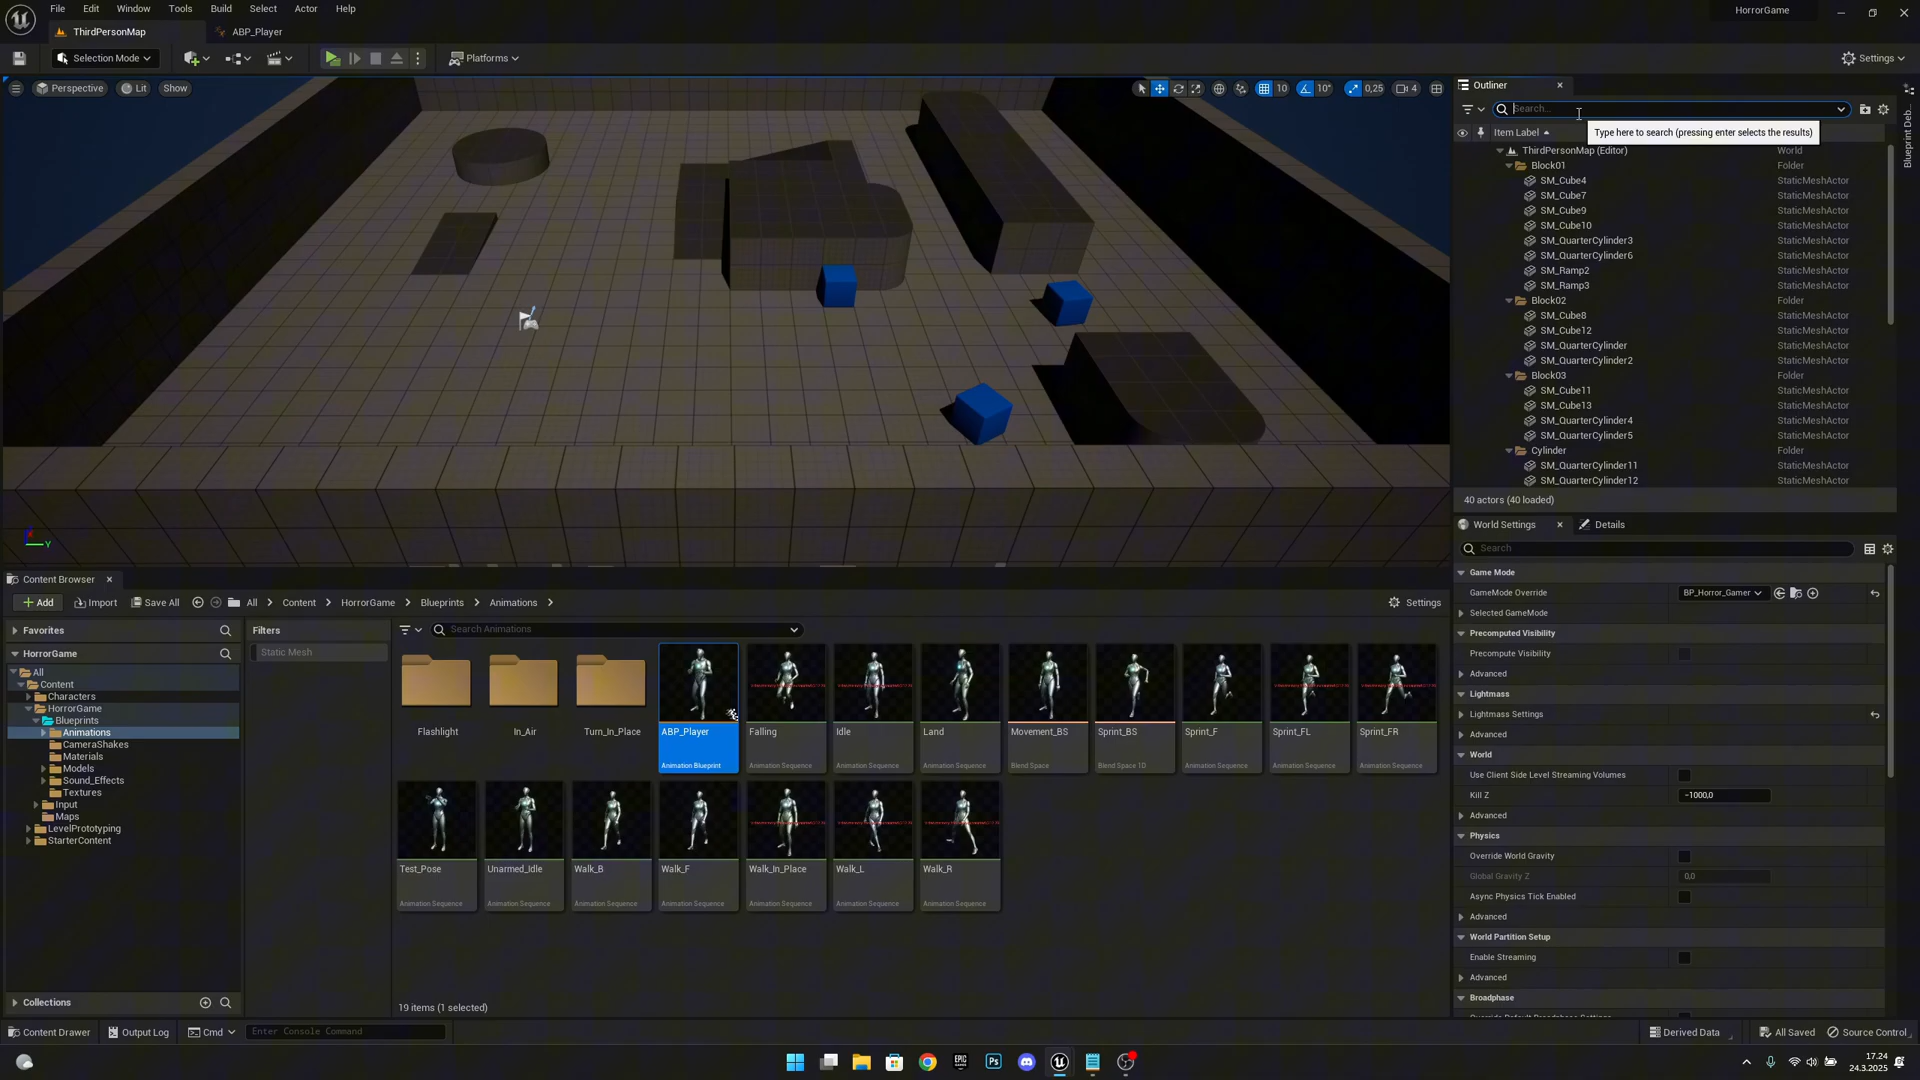 File Edit Window Tools Build Select Actor Help HorrorGame
ThirdPersonMap ABP_Player
Selection Mode Platforms Settings
Perspective Lit Show 10 10° 0,25 4
Outliner
Search...
Type here to search (pressing enter selects the results)
Item Label
ThirdPersonMap (Editor) World
Block01 Folder
SM_Cube4 StaticMeshActor
SM_Cube7 StaticMeshActor
SM_Cube9 StaticMeshActor
SM_Cube10 StaticMeshActor
SM_QuarterCylinder3 StaticMeshActor
SM_QuarterCylinder6 StaticMeshActor
SM_Ramp2 StaticMeshActor
SM_Ramp3 StaticMeshActor
Block02 Folder
SM_Cube8 StaticMeshActor
SM_Cube12 StaticMeshActor
SM_QuarterCylinder StaticMeshActor
SM_QuarterCylinder2 StaticMeshActor
Block03 Folder
SM_Cube11 StaticMeshActor
SM_Cube13 StaticMeshActor
SM_QuarterCylinder4 StaticMeshActor
SM_QuarterCylinder5 StaticMeshActor
Cylinder Folder
SM_QuarterCylinder11 StaticMeshActor
SM_QuarterCylinder12 StaticMeshActor
40 actors (40 loaded)
Blueprint Deb...
World Settings Details
Search
Game Mode
GameMode Override BP_Horror_Gamer
Selected GameMode
Precomputed Visibility
Precompute Visibility
Advanced
Lightmass
Lightmass Settings
Advanced
World
Use Client Side Level Streaming Volumes
Kill Z -1000,0
Advanced
Physics
Override World Gravity
Global Gravity Z 0,0
Async Physics Tick Enabled
Advanced
World Partition Setup
Enable Streaming
Advanced
Broadphase
Y
Content Browser
Add Import Save All All Content HorrorGame Blueprints Animations Settings
Favorites
HorrorGame
All
Content
Characters
HorrorGame
Blueprints
Animations
CameraShakes
Materials
Models
Sound_Effects
Textures
Input
Maps
LevelPrototyping
StarterContent
Collections
Filters
Static Mesh
Search Animations
Flashlight In_Air Turn_In_Place ABP_Player Falling Idle Land Movement_BS Sprint_BS Sprint_F Sprint_FL Sprint_FR
Animation Blueprint Animation Sequence Animation Sequence Animation Sequence Blend Space Blend Space 1D Animation Sequence Animation Sequence Animation Sequence
Test_Pose Unarmed_Idle Walk_B Walk_F Walk_In_Place Walk_L Walk_R
Animation Sequence Animation Sequence Animation Sequence Animation Sequence Animation Sequence Animation Sequence Animation Sequence
19 items (1 selected)
Content Drawer Output Log Cmd Enter Console Command Derived Data All Saved Source Control
EPIC GAMES Ps
17.24
24.3.2025